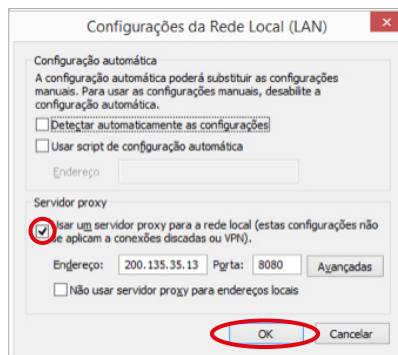 Configurações da Rede Local (LAN)
Configuração automática
A configuração automática poderá substituir as configurações
manuais. Para usar as configurações manuais, desabilite a
configuração automática.
Detectar automaticamente as configurações
Usar script de configuração automática
Endereço
Servidor proxy
Usar um servidor proxy para a rede local (estas configurações não
se aplicam a conexões discadas ou VPN).
Endereço: 200.135.35.13 Porta: 8080 Avançadas
Não usar servidor proxy para endereços locais
OK Cancelar